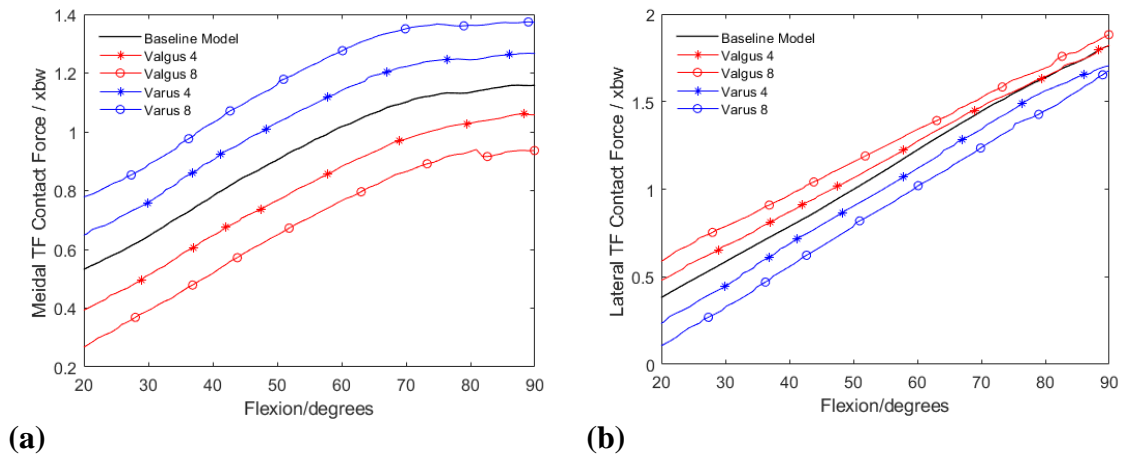 1.4
1.2
1
0.8
0.6
0.4
0.2
Meidal TF Contact Force / xbw
Baseline Model
Valgus 4
Valgus 8
Varus 4
Varus 8
20 30 40 50 60 70 80 90
Flexion/degrees
(a)
2
1.5
1
0.5
0
Lateral TF Contact Force / xbw
Baseline Model
Valgus 4
Valgus 8
Varus 4
Varus 8
20 30 40 50 60 70 80 90
Flexion/degrees
(b)